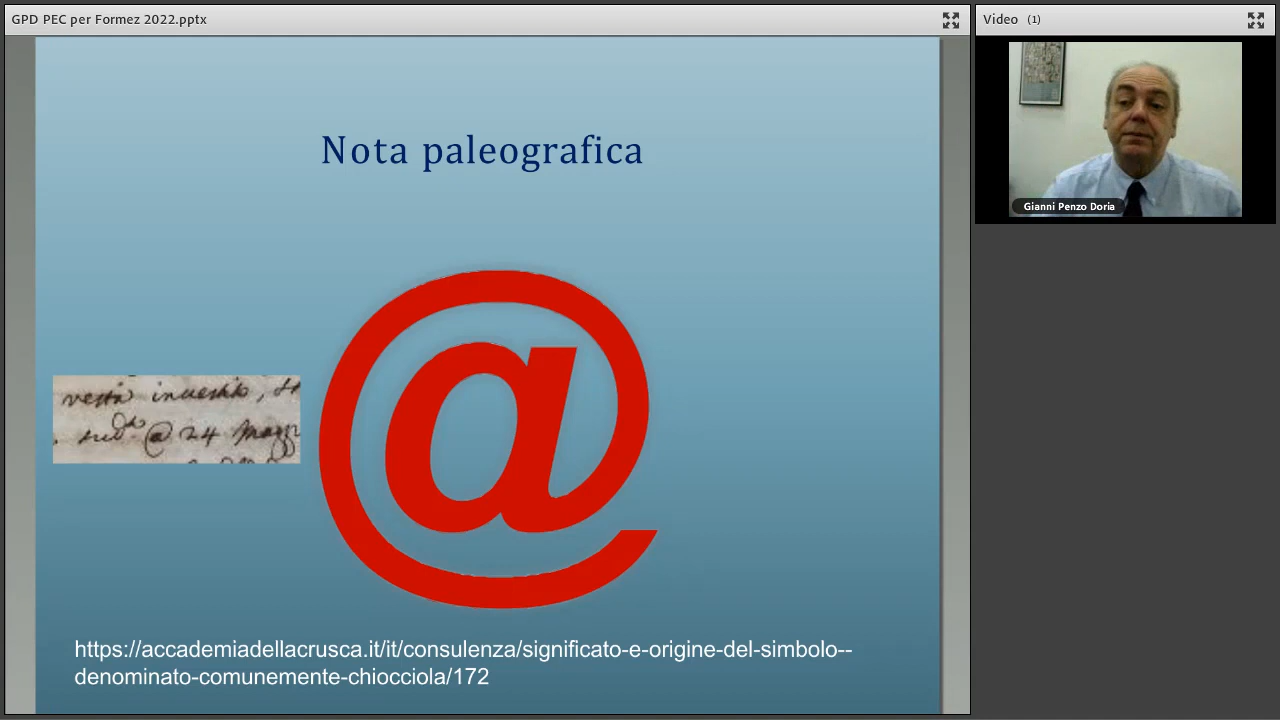 GPD PEC per Formez 2022.pptx
Video (1)
Gianni Penzo Doria
Nota paleografica
@ 24
@
https://accademiadellacrusca.it/it/consulenza/significato-e-origine-del-simbolo--
denominato-comunemente-chiocciola/172